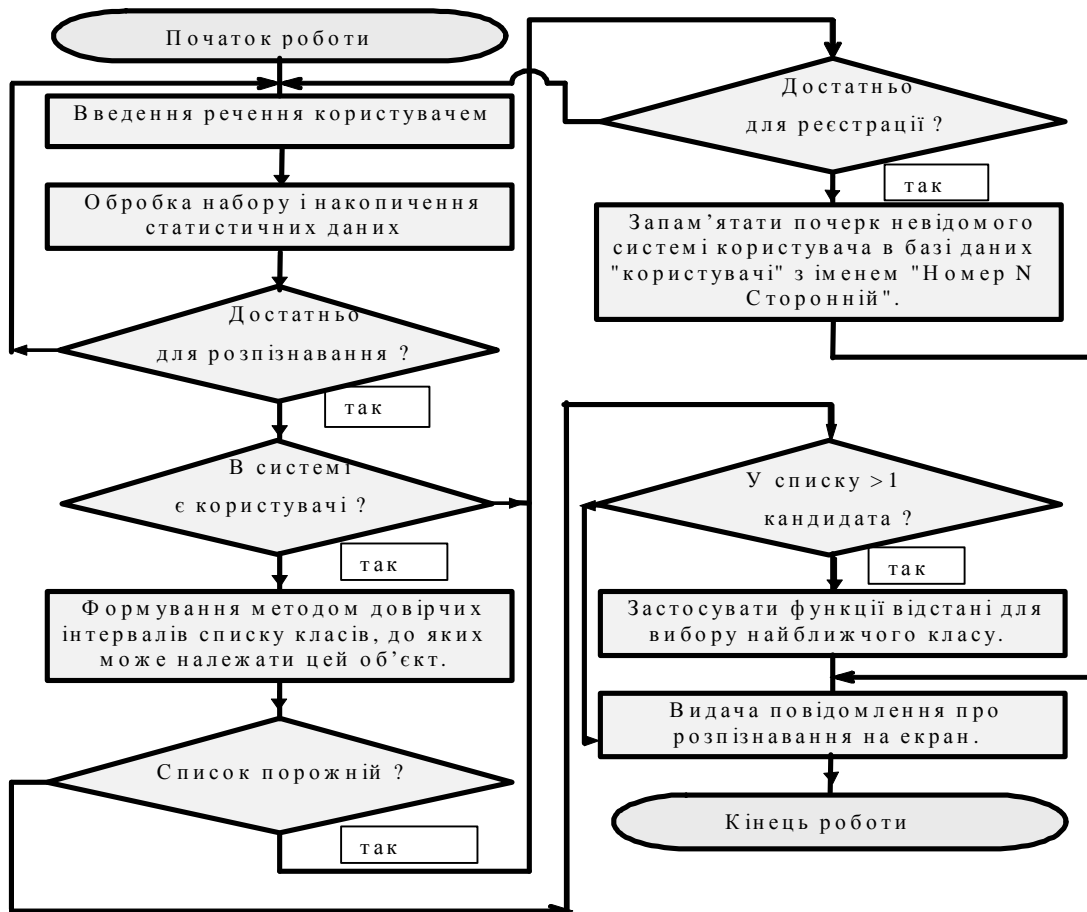 Початок роботи
Введення речення користувачем
Обробка набору і накопичення
статистичних даних
Достатньо
для розпізнавання ?
так
В системі
є користувачі ?
так
Формування методом довірчих
інтервалів списку класів, до яких
може належати цей об’єкт.
Список порожній ?
так
Достатньо
для реєстрації ?
так
Запам’ятати почерк невідомого
системі користувача в базі даних
"користувачі" з іменем "Номер N
Сторонній".
У списку >1
кандидата ?
так
Застосувати функції відстані для
вибору найближчого класу.
Видача повідомлення про
розпізнавання на екран.
Кінець роботи